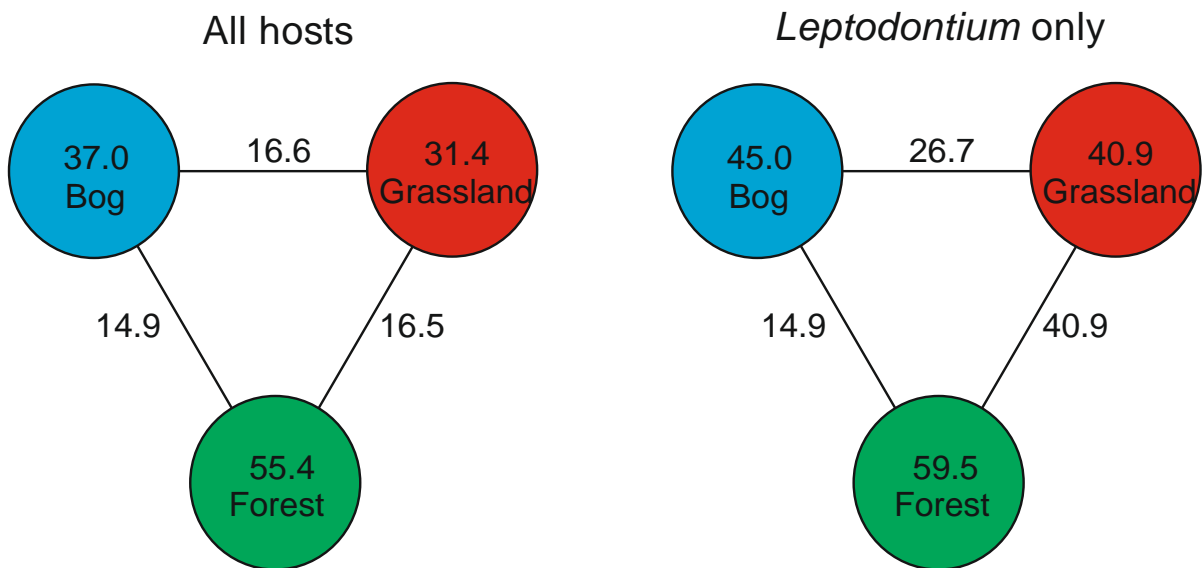 All hosts
37.0
Bog
16.6
31.4
Grassland
14.9
16.5
55.4
Forest
Leptodontium only
45.0
Bog
26.7
40.9
Grassland
14.9
40.9
59.5
Forest